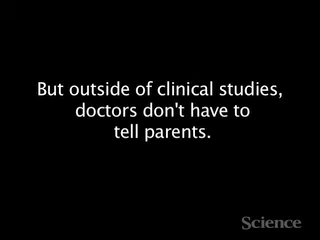 But outside of clinical studies,
doctors don't have to
tell parents.
Science